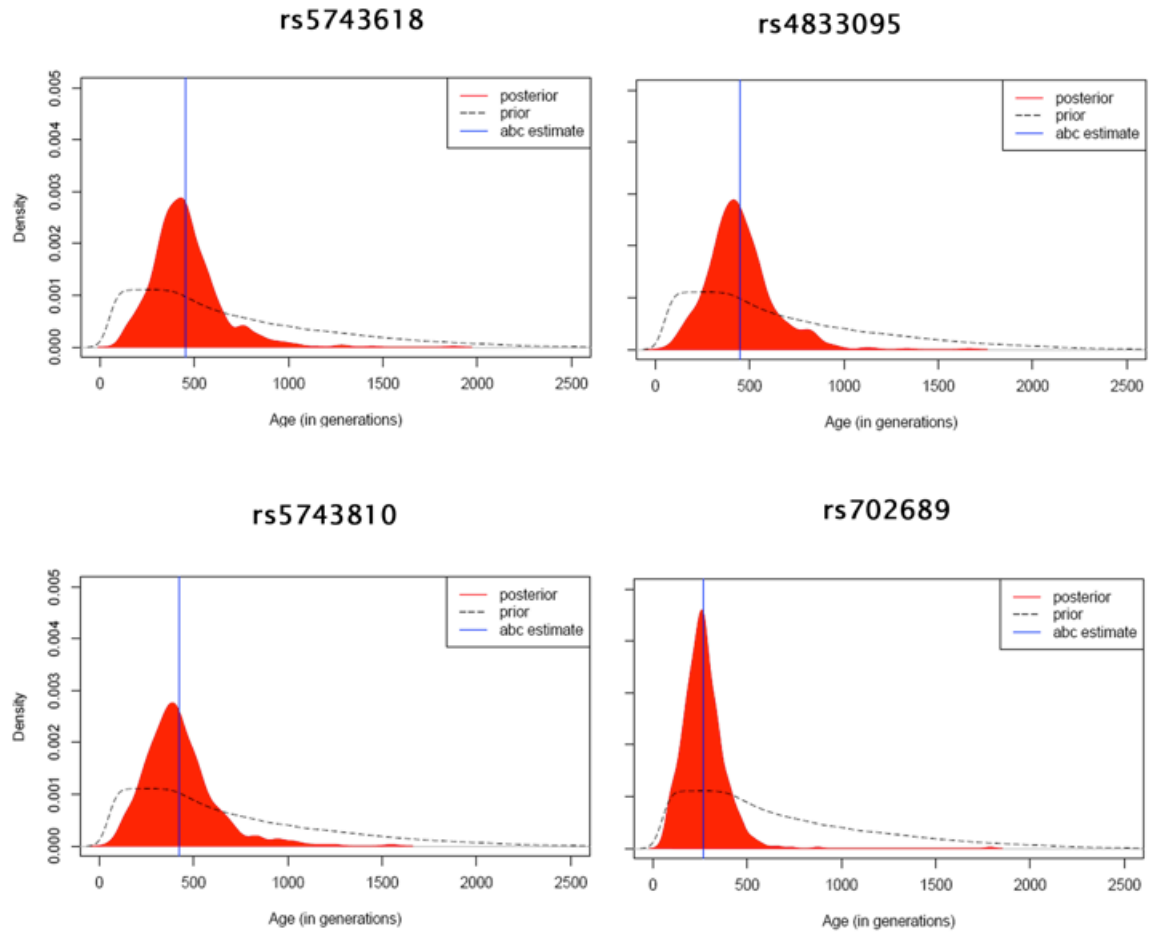 rs5743618
posterior
prior
abc estimate
Density
0.000 0.001 0.002 0.003 0.004 0.005
0 500 1000 1500 2000 2500
Age (in generations)
rs4833095
posterior
prior
abc estimate
0 500 1000 1500 2000 2500
Age (in generations)
rs5743810
posterior
prior
abc estimate
Density
0.000 0.001 0.002 0.003 0.004 0.005
0 500 1000 1500 2000 2500
Age (in generations)
rs702689
posterior
prior
abc estimate
0 500 1000 1500 2000 2500
Age (in generations)